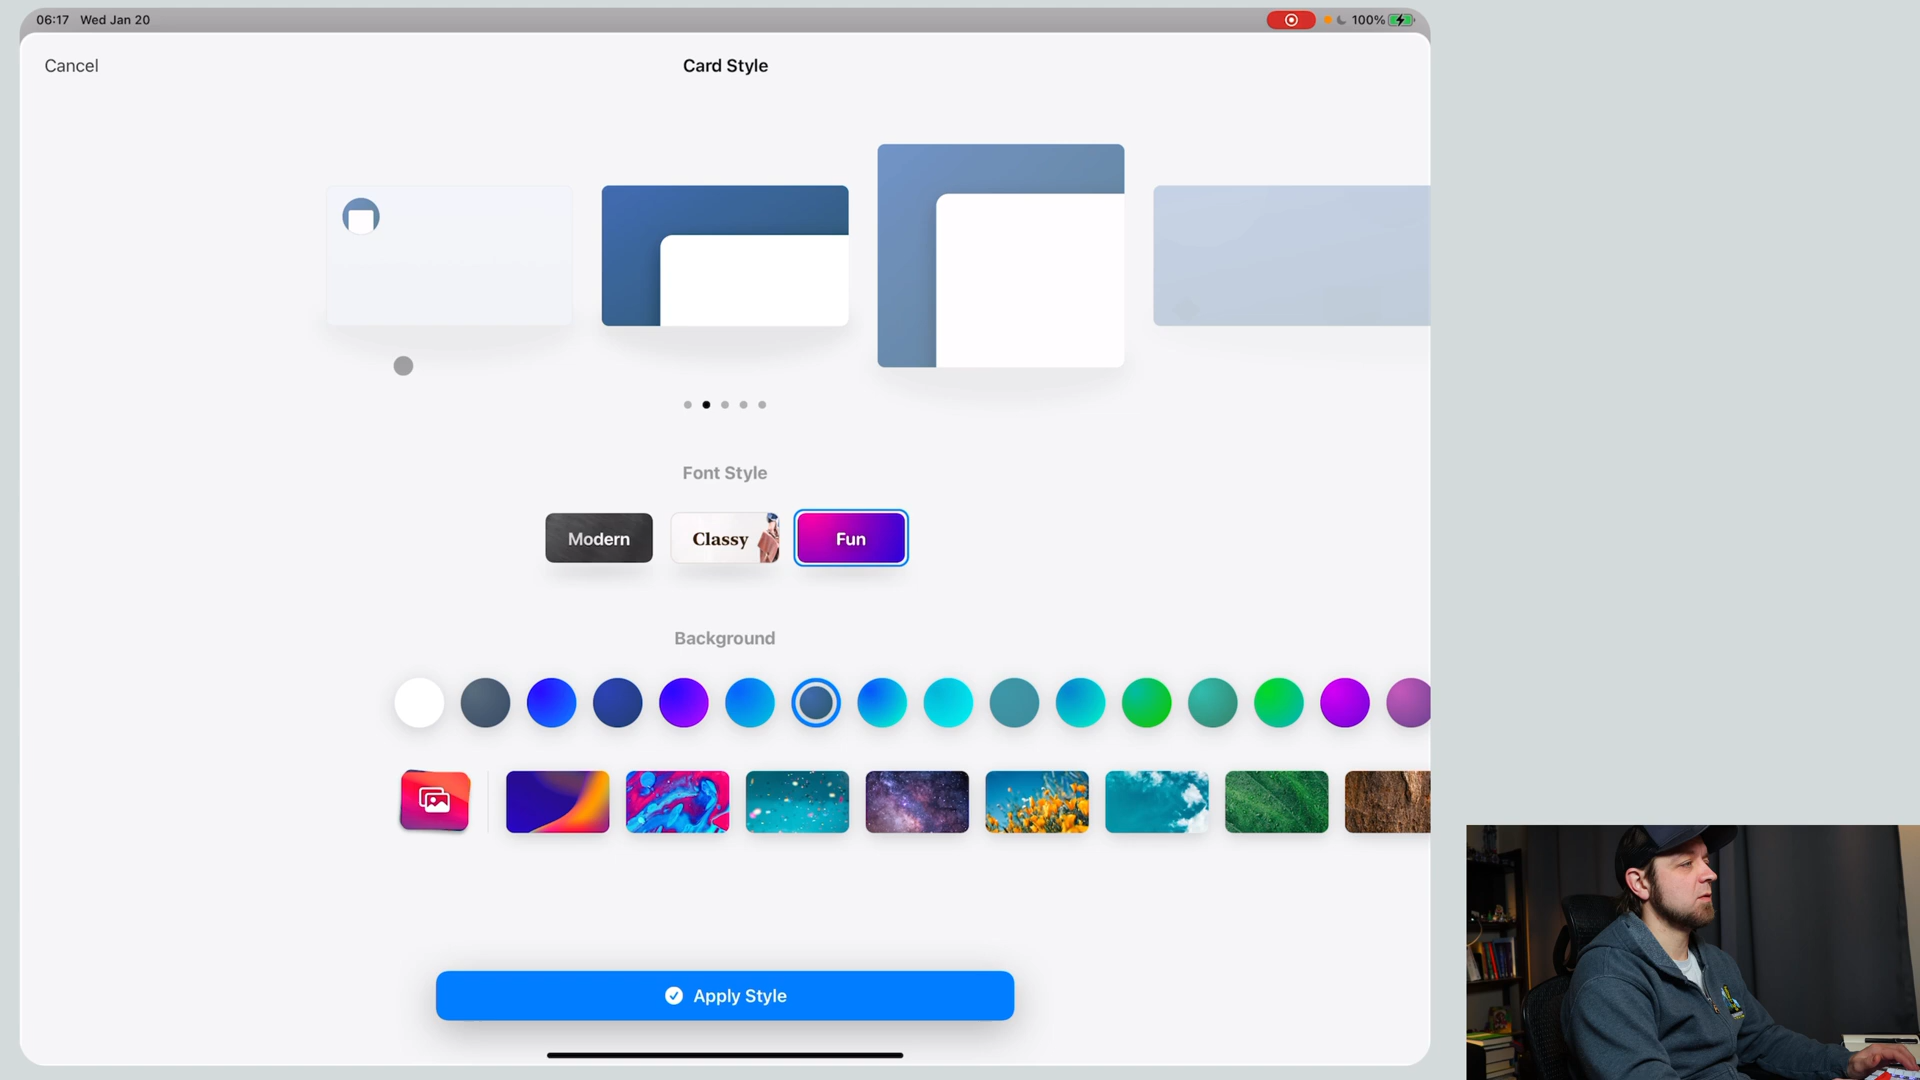 06:17 Wed Jan 20
100%
Cancel
Card Style
Font Style
Modern
Classy
Fun
Background
Apply Style